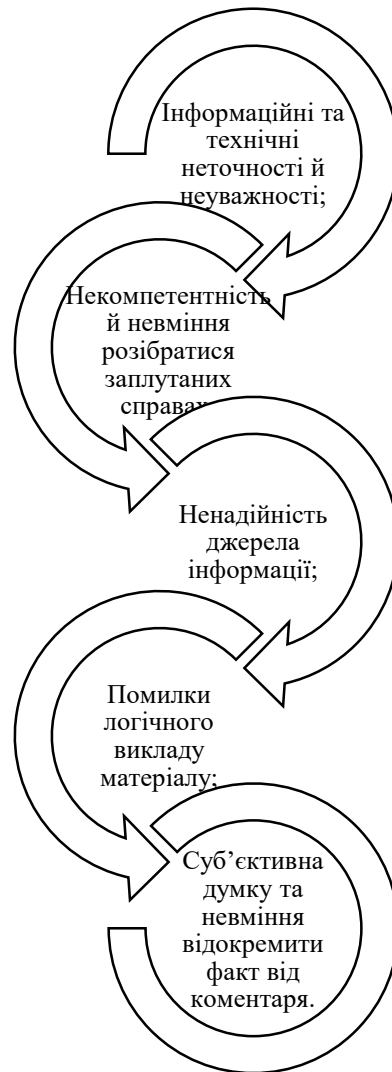 Інформаційні та
технічні
неточності й
неуважності;
Некомпетентність
й невміння
розібратися
заплутаних
справах
Ненадійність
джерела
інформації;
Помилки
логічного
викладу
матеріалу;
Суб’єктивна
думку та
невміння
відокремити
факт від
коментаря.